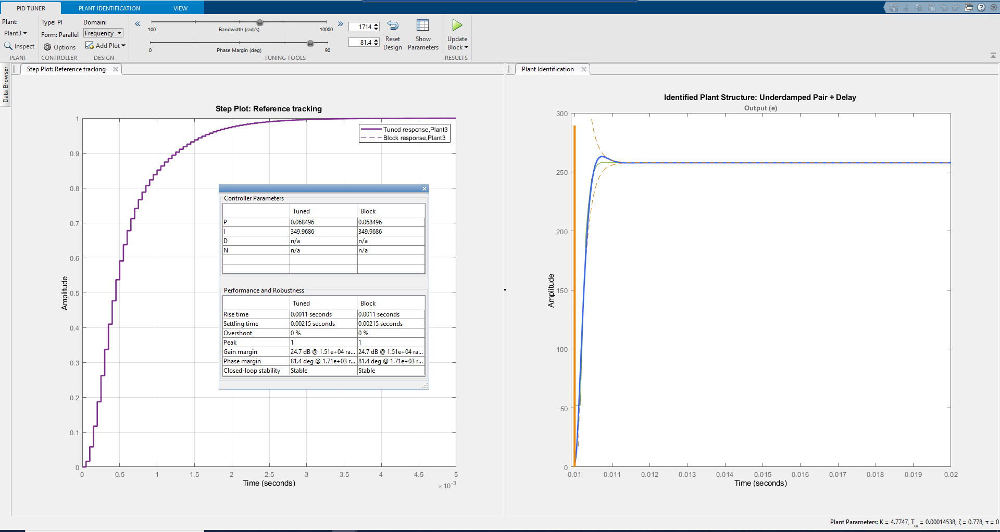 PID TUNER
PLANT IDENTIFICATION
VIEW
Plant:
Plant3
Inspect
PLANT
Type: PI
Form: Parallel
Options
CONTROLLER
Domain:
Frequency
Add Plot
DESIGN
100
Bandwidth (rad/s)
10000
1714
0
Phase Margin (deg)
90
81.4
Reset
Design
Show
Parameters
TUNING TOOLS
Update
Block
RESULTS
Data Browser
Step Plot: Reference tracking
Step Plot: Reference tracking
Tuned response,Plant3
Block response,Plant3
1
0.9
0.8
0.7
0.6
0.5
0.4
0.3
0.2
0.1
0
Amplitude
0 0.5 1 1.5 2 2.5 3 3.5 4 4.5 5
Time (seconds)
×10⁻³
Controller Parameters
Tuned Block
P 0.068496 0.068496
I 349.9686 349.9686
D n/a n/a
N n/a n/a
Performance and Robustness
Tuned Block
Rise time 0.0011 seconds 0.0011 seconds
Settling time 0.00215 seconds 0.00215 seconds
Overshoot 0 % 0 %
Peak 1 1
Gain margin 24.7 dB @ 1.51e+04 ra... 24.7 dB @ 1.51e+04 ra...
Phase margin 81.4 deg @ 1.71e+03 r... 81.4 deg @ 1.71e+03 r...
Closed-loop stability Stable Stable
Plant Identification
Identified Plant Structure: Underdamped Pair + Delay
Output (e)
300
250
200
150
100
50
0
Amplitude
0.01 0.011 0.012 0.013 0.014 0.015 0.016 0.017 0.018 0.019 0.02
Time (seconds)
Plant Parameters: K = 4.7747, Tω = 0.00014538, ζ = 0.778, τ = 0